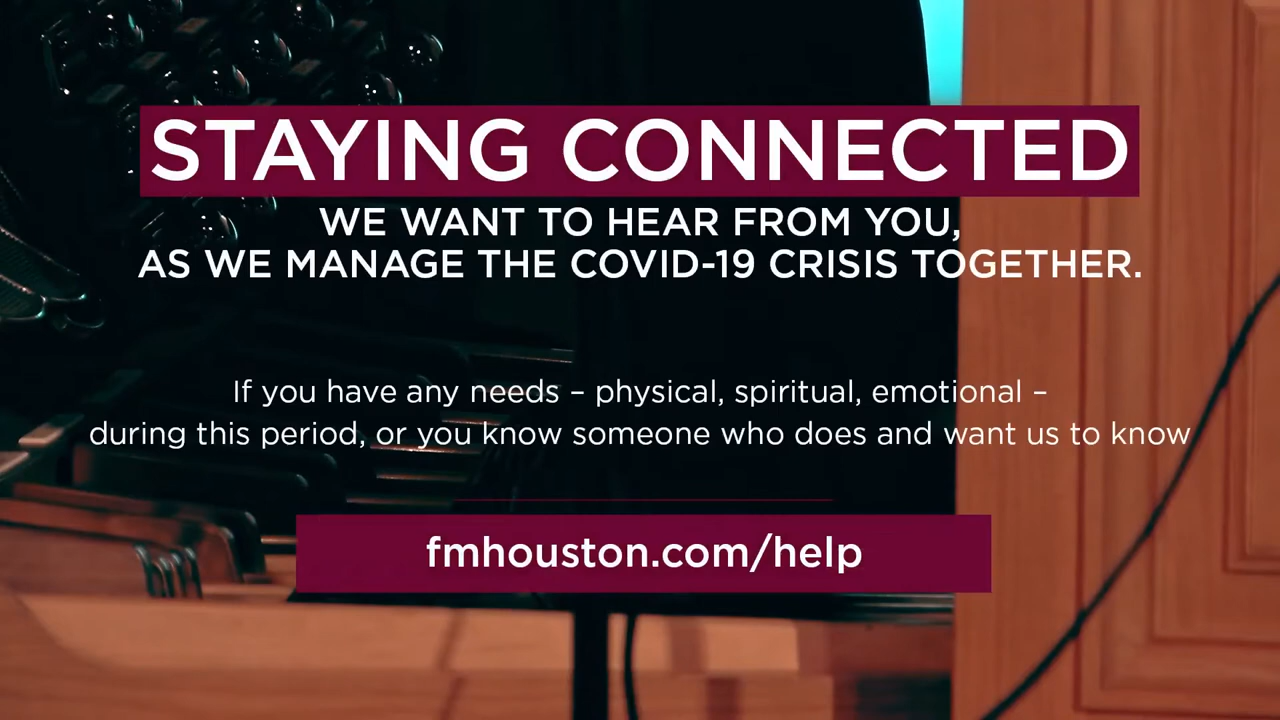 STAYING CONNECTED
WE WANT TO HEAR FROM YOU,
AS WE MANAGE THE COVID-19 CRISIS TOGETHER.
If you have any needs – physical, spiritual, emotional –
during this period, or you know someone who does and want us to know
fmhouston.com/help